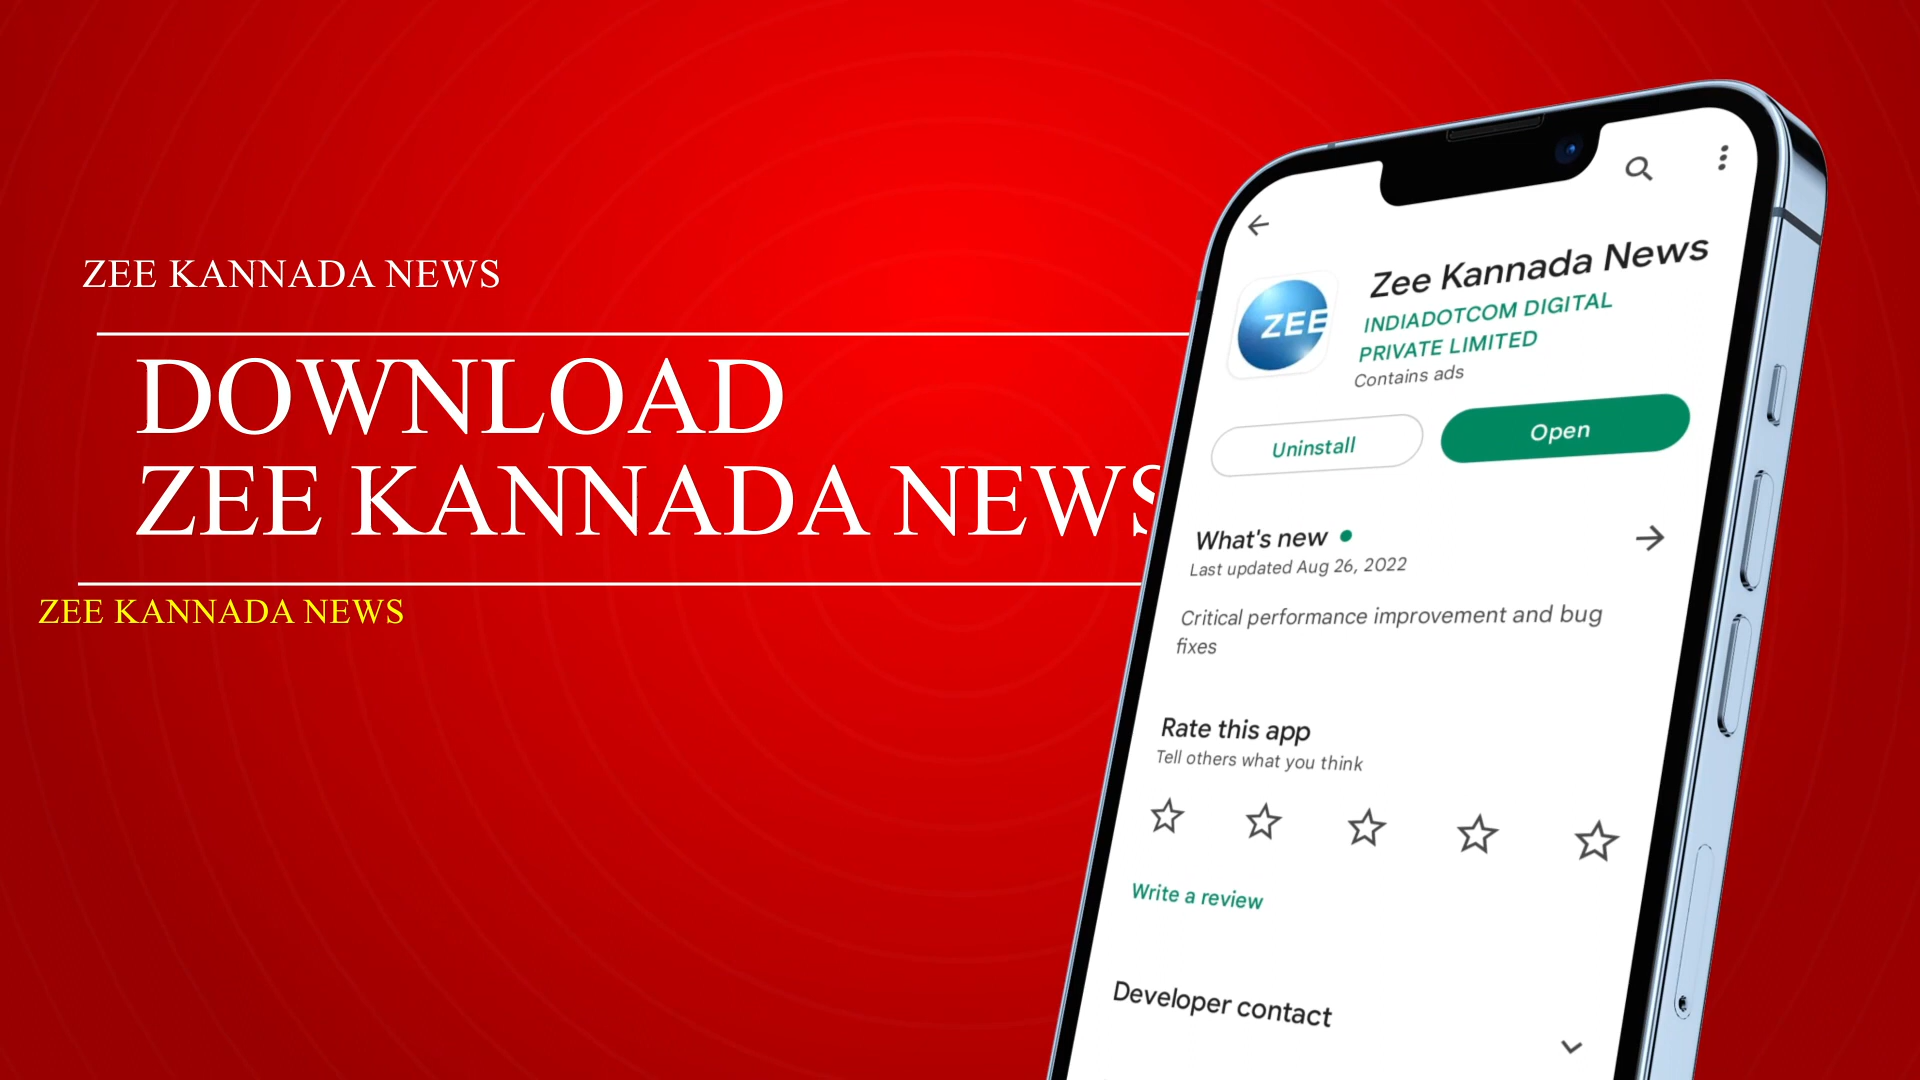 ZEE KANNADA NEWS
DOWNLOAD
ZEE KANNADA NEWS
ZEE KANNADA NEWS
Zee Kannada News
ZEE
INDIADOTCOM DIGITAL
PRIVATE LIMITED
Contains ads
Uninstall
Open
What's new
Last updated Aug 26, 2022
Critical performance improvement and bug
fixes
Rate this app
Tell others what you think
Write a review
Developer contact